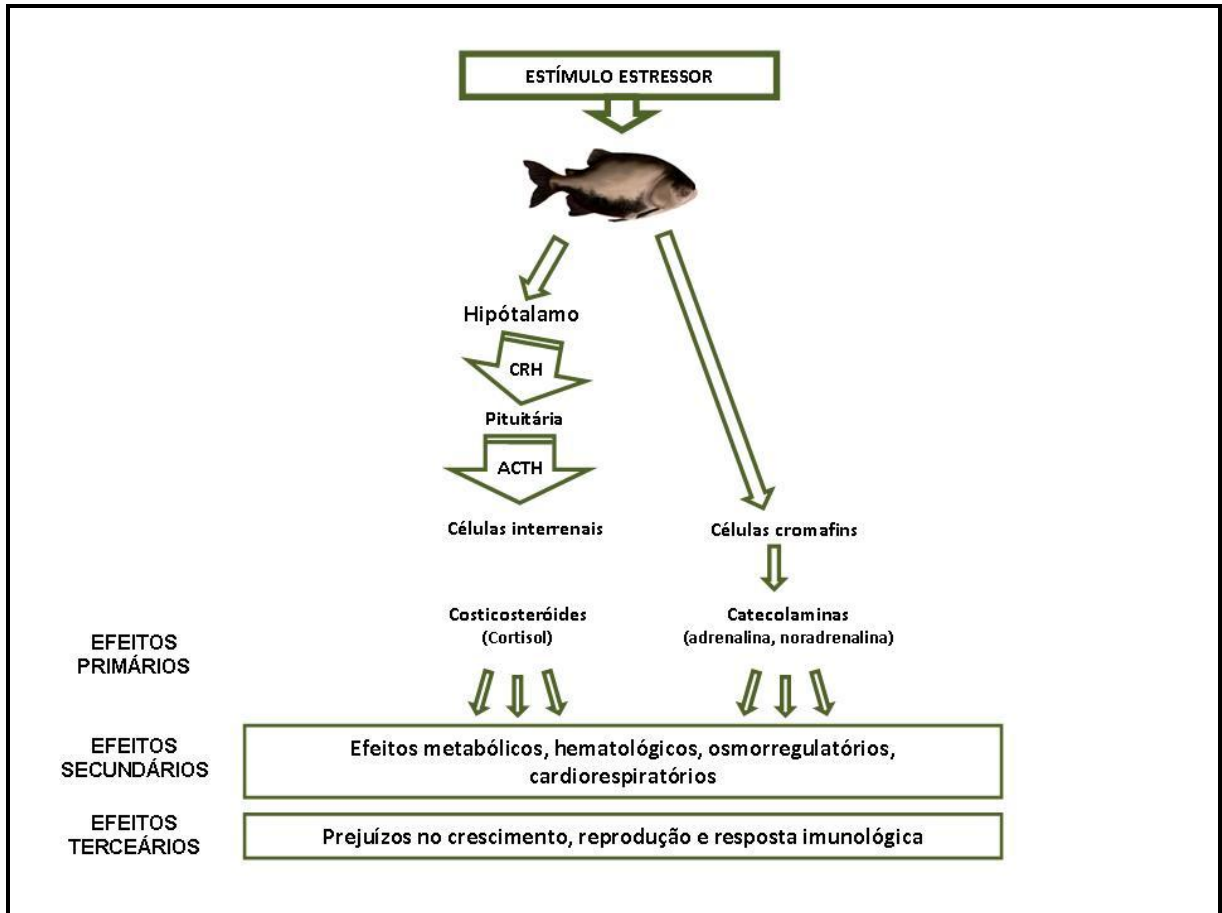 ESTÍMULO ESTRESSOR
Hipótalamo
CRH
Pituitária
ACTH
Células interrenais
Células cromafins
Costicosteróides
(Cortisol)
Catecolaminas
(adrenalina, noradrenalina)
EFEITOS
PRIMÁRIOS
EFEITOS
SECUNDÁRIOS
Efeitos metabólicos, hematológicos, osmorregulatórios,
cardiorespiratórios
EFEITOS
TERCEÁRIOS
Prejuízos no crescimento, reprodução e resposta imunológica